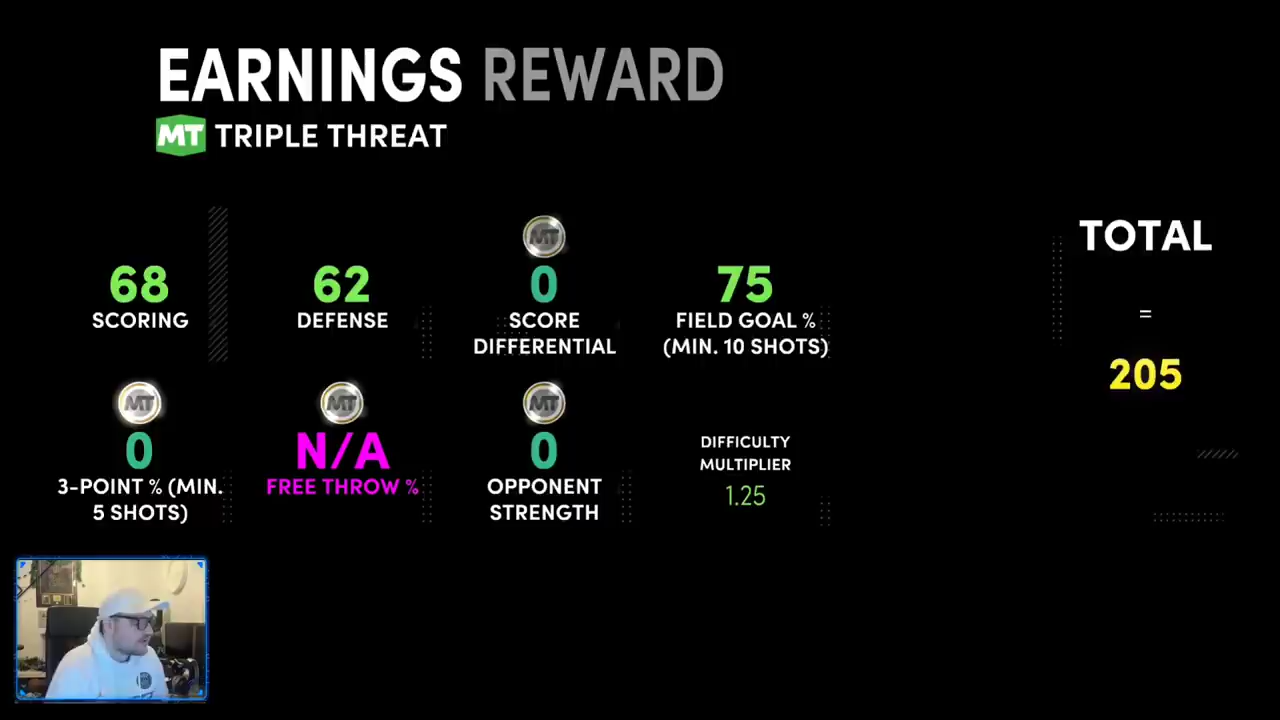 EARNINGS REWARD
MT TRIPLE THREAT
MT
68
SCORING
62
DEFENSE
0
SCORE
DIFFERENTIAL
75
FIELD GOAL %
(MIN. 10 SHOTS)
TOTAL
=
205
MT
0
3-POINT % (MIN.
5 SHOTS)
MT
N/A
FREE THROW %
MT
0
OPPONENT
STRENGTH
DIFFICULTY
MULTIPLIER
1.25